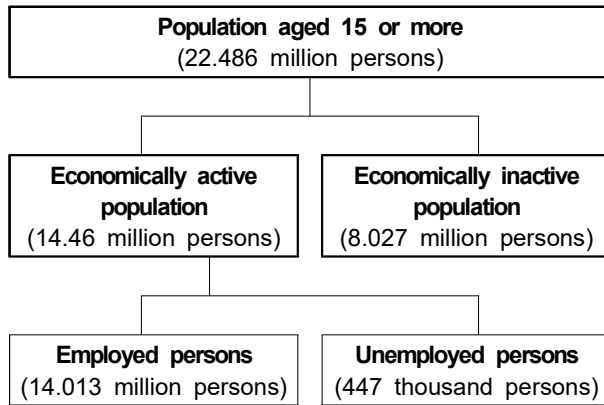 Population aged 15 or more
(22.486 million persons)
Economically active
population
(14.46 million persons)
Economically inactive
population
(8.027 million persons)
Employed persons
(14.013 million persons)
Unemployed persons
(447 thousand persons)